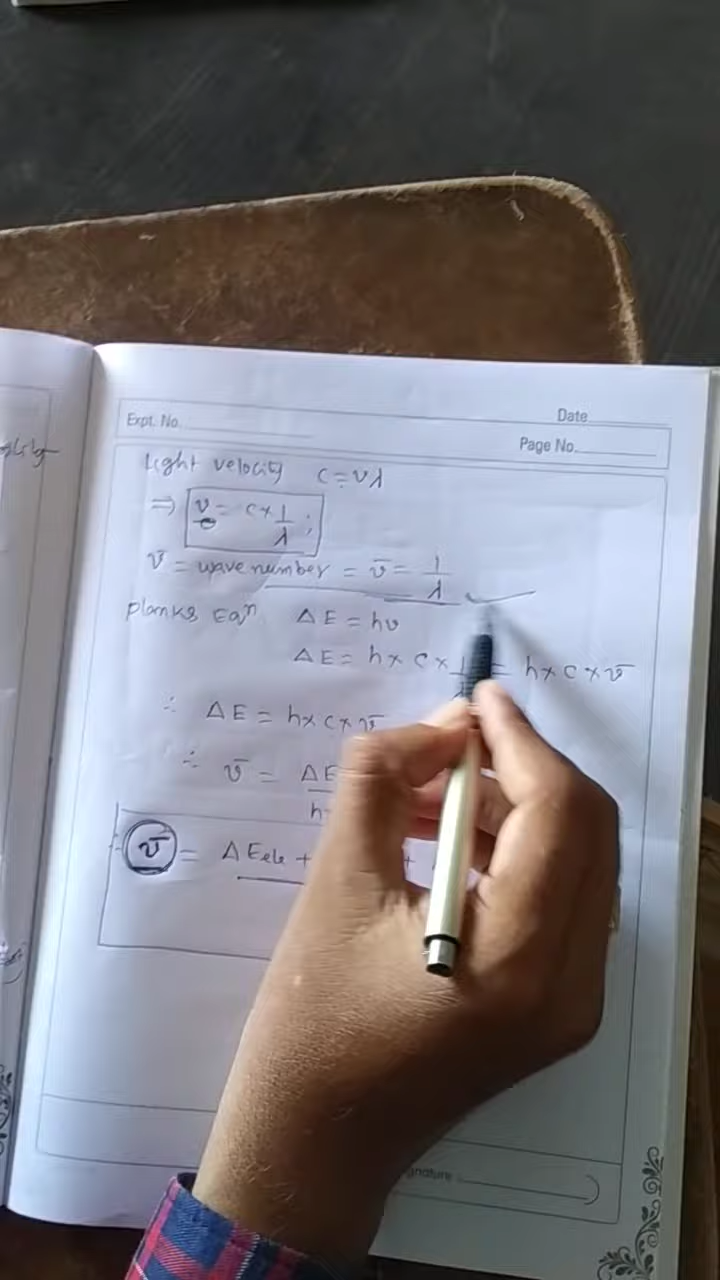 Expt. No.
Date
Page No.
Light velocity C = νλ
⇒ ν = C × 1/λ ;
ν̄ = wave number = ν̄ = 1/λ
Planks Eqⁿ ΔE = hν
ΔE = h × C × 1/λ = h × C × ν̄
∴ ΔE = h × C × ν̄
∴ ν̄ = ΔE / h
∴ ν̄ = ΔEele + +